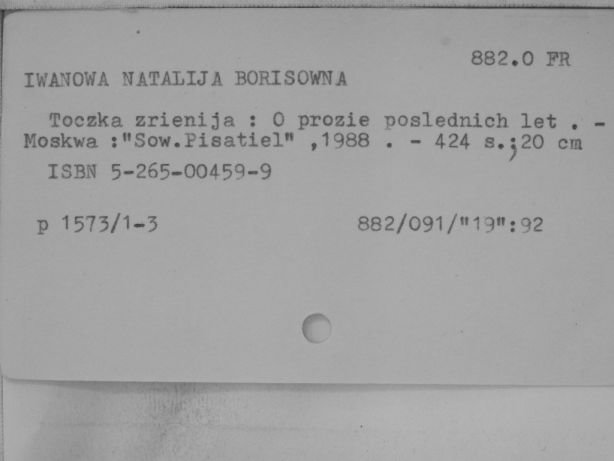 882.0 FR
IWANOWA NATALIJA BORISOWNA
Toczka zrienija : O prozie poslednich let . -
Moskwa :"Sow.Pisatiel" ,1988 . - 424 s.;20 cm
ISBN 5-265-00459-9
p 1573/1-3 882/091/"19":92